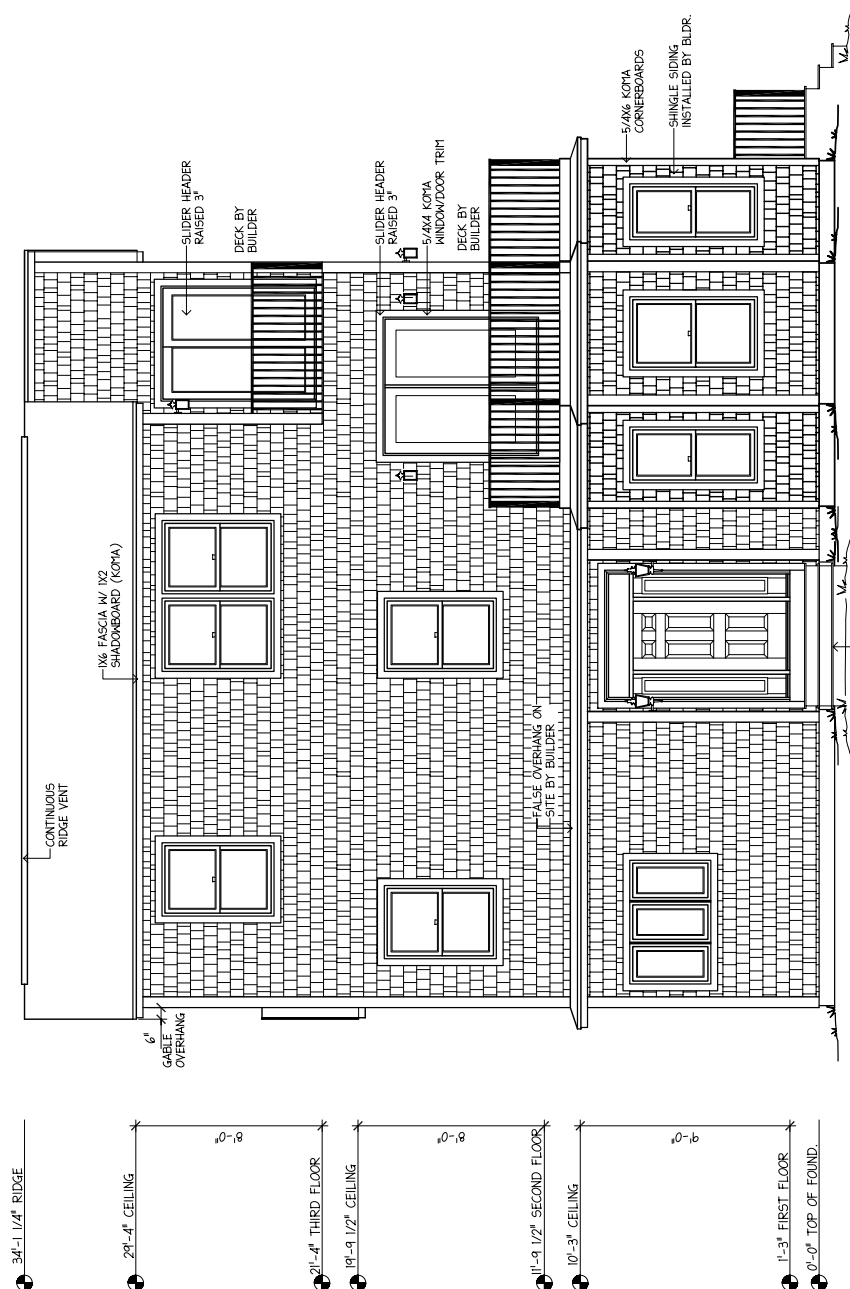 34'-1 1/4" RIDGE
29'-4" CEILING
8'-0"
21'-4" THIRD FLOOR
19'-9 1/2" CEILING
8'-0"
11'-9 1/2" SECOND FLOOR
10'-3" CEILING
9'-0"
1'-3" FIRST FLOOR
0'-0" TOP OF FOUND.
6"
GABLE
OVERHANG
CONTINUOUS
RIDGE VENT
1X6 FASCIA W/ 1X2
SHADOWBOARD (KOMA)
FALSE OVERHANG ON
SITE BY BUILDER
SLIDER HEADER
RAISED 3"
DECK BY
BUILDER
SLIDER HEADER
RAISED 3"
5/4X4 KOMA
WINDOW/DOOR TRIM
DECK BY
BUILDER
5/4X6 KOMA
CORNERBOARDS
SHINGLE SIDING
INSTALLED BY BLDR.